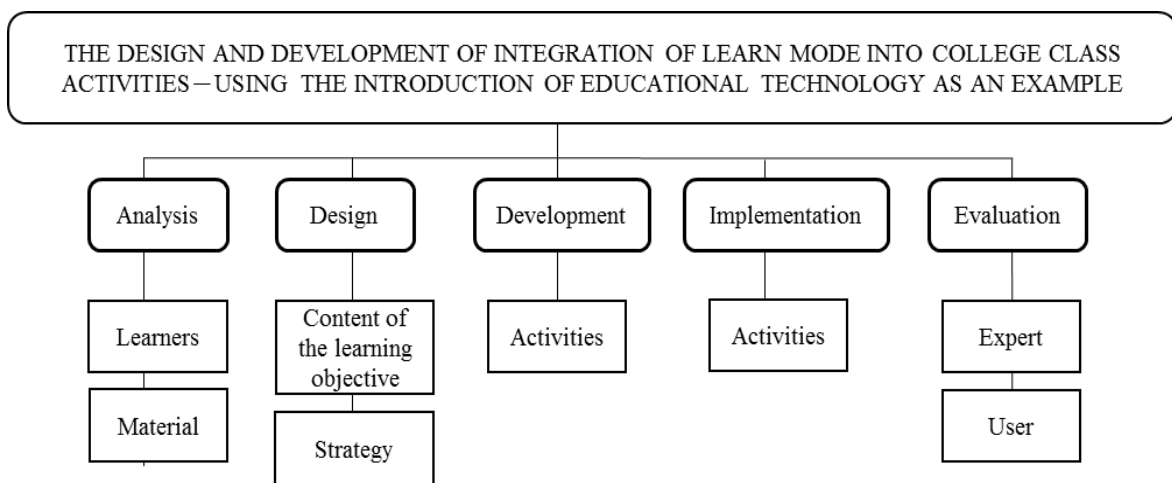 THE DESIGN AND DEVELOPMENT OF INTEGRATION OF LEARN MODE INTO COLLEGE CLASS
ACTIVITIES－USING THE INTRODUCTION OF EDUCATIONAL TECHNOLOGY AS AN EXAMPLE
Analysis
Design
Development
Implementation
Evaluation
Learners
Content of
the learning
objective
Activities
Activities
Expert
Material
Strategy
User